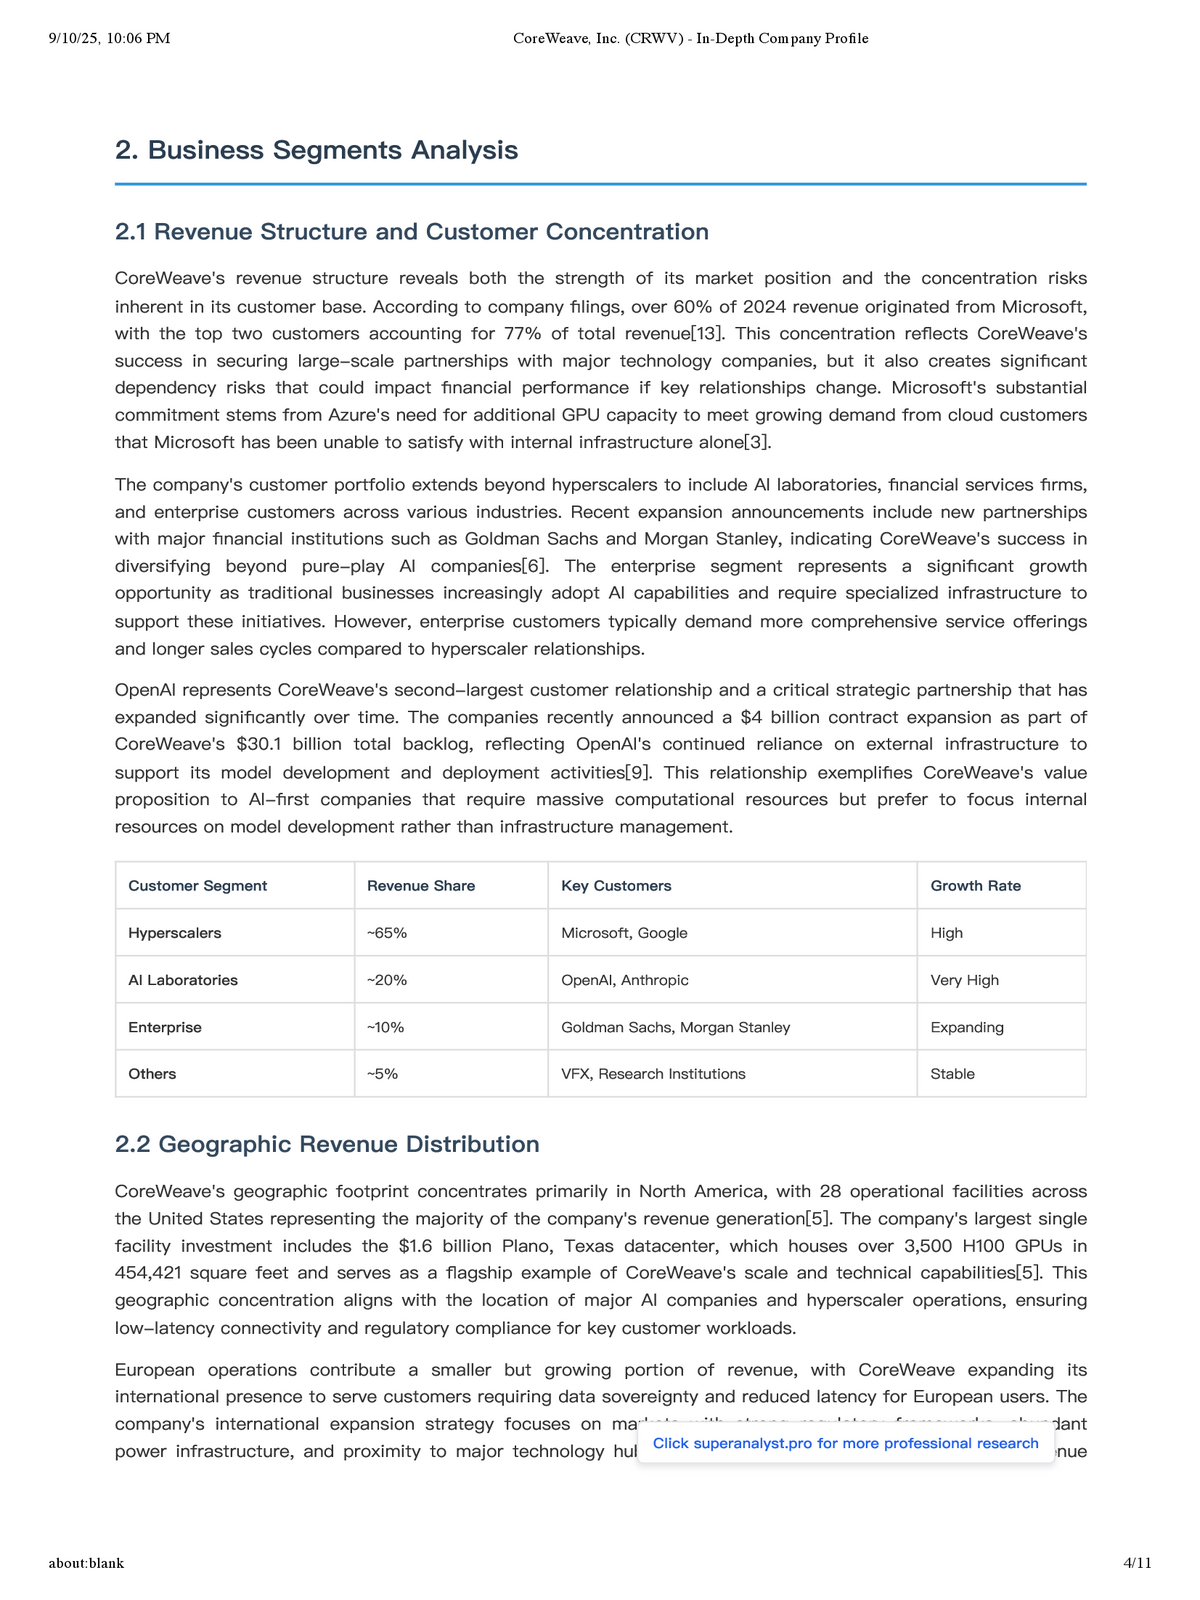 9/10/25, 10:06 PM
CoreWeave, Inc. (CRWV) - In-Depth Company Profile
2. Business Segments Analysis
2.1 Revenue Structure and Customer Concentration
CoreWeave's revenue structure reveals both the strength of its market position and the concentration risks
inherent in its customer base. According to company filings, over 60% of 2024 revenue originated from Microsoft,
with the top two customers accounting for 77% of total revenue[13]. This concentration reflects CoreWeave's
success in securing large-scale partnerships with major technology companies, but it also creates significant
dependency risks that could impact financial performance if key relationships change. Microsoft's substantial
commitment stems from Azure's need for additional GPU capacity to meet growing demand from cloud customers
that Microsoft has been unable to satisfy with internal infrastructure alone[3].
The company's customer portfolio extends beyond hyperscalers to include AI laboratories, financial services firms,
and enterprise customers across various industries. Recent expansion announcements include new partnerships
with major financial institutions such as Goldman Sachs and Morgan Stanley, indicating CoreWeave's success in
diversifying beyond pure-play AI companies[6]. The enterprise segment represents a significant growth
opportunity as traditional businesses increasingly adopt AI capabilities and require specialized infrastructure to
support these initiatives. However, enterprise customers typically demand more comprehensive service offerings
and longer sales cycles compared to hyperscaler relationships.
OpenAI represents CoreWeave's second-largest customer relationship and a critical strategic partnership that has
expanded significantly over time. The companies recently announced a $4 billion contract expansion as part of
CoreWeave's $30.1 billion total backlog, reflecting OpenAI's continued reliance on external infrastructure to
support its model development and deployment activities[9]. This relationship exemplifies CoreWeave's value
proposition to AI-first companies that require massive computational resources but prefer to focus internal
resources on model development rather than infrastructure management.
Customer Segment Revenue Share Key Customers Growth Rate
Hyperscalers ~65% Microsoft, Google High
AI Laboratories ~20% OpenAI, Anthropic Very High
Enterprise ~10% Goldman Sachs, Morgan Stanley Expanding
Others ~5% VFX, Research Institutions Stable
2.2 Geographic Revenue Distribution
CoreWeave's geographic footprint concentrates primarily in North America, with 28 operational facilities across
the United States representing the majority of the company's revenue generation[5]. The company's largest single
facility investment includes the $1.6 billion Plano, Texas datacenter, which houses over 3,500 H100 GPUs in
454,421 square feet and serves as a flagship example of CoreWeave's scale and technical capabilities[5]. This
geographic concentration aligns with the location of major AI companies and hyperscaler operations, ensuring
low-latency connectivity and regulatory compliance for key customer workloads.
European operations contribute a smaller but growing portion of revenue, with CoreWeave expanding its
international presence to serve customers requiring data sovereignty and reduced latency for European users. The
company's international expansion strategy focuses on markets with strong regulatory frameworks, abundant
power infrastructure, and proximity to major technology
Click superanalyst.pro for more professional research
about:blank
4/11